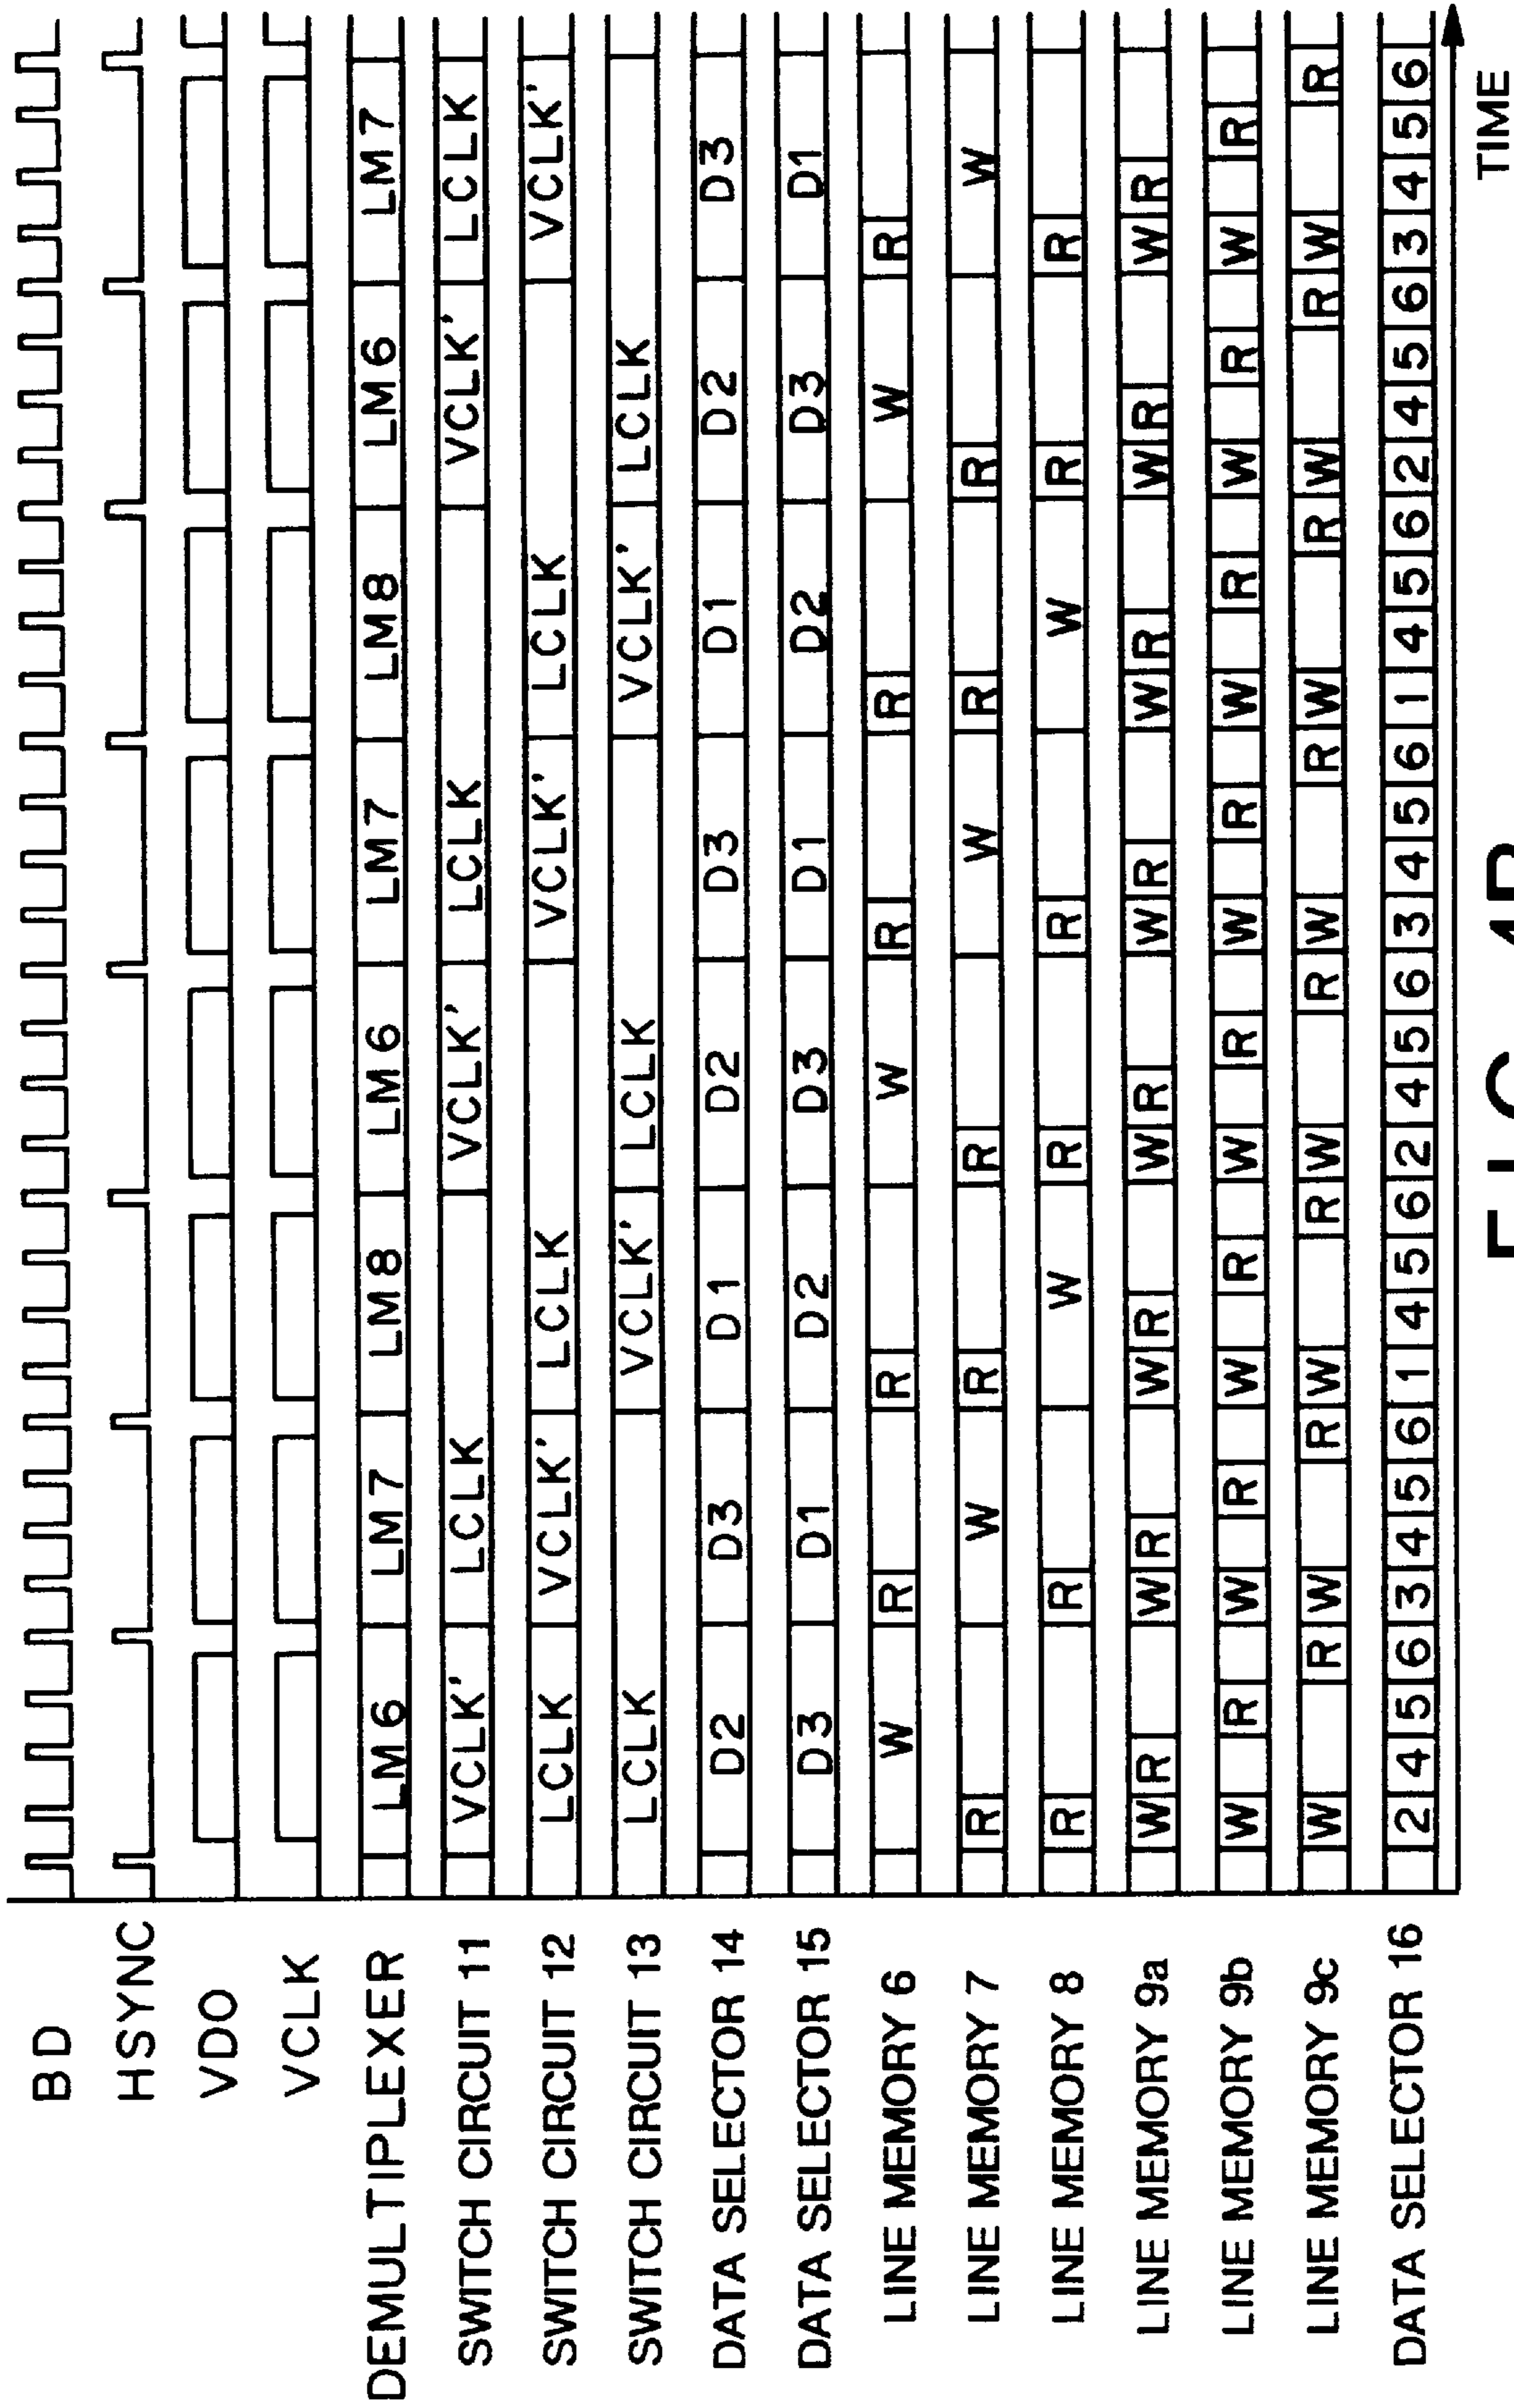 BD
HSYNC
VDO
VCLK
DEMULTIPLEXER LM6 LM7 LM8 LM6 LM7 LM8 LM6 LM7
SWITCH CIRCUIT 11 VCLK' LCLK VCLK' LCLK VCLK' LCLK
SWITCH CIRCUIT 12 LCLK VCLK' LCLK VCLK' LCLK VCLK'
SWITCH CIRCUIT 13 LCLK VCLK' LCLK VCLK' LCLK
DATA SELECTOR 14 D2 D3 D1 D2 D3 D1 D2 D3
DATA SELECTOR 15 D3 D1 D2 D3 D1 D2 D3 D1
LINE MEMORY 6 W R R W R R W R
LINE MEMORY 7 R W R R W R R W
LINE MEMORY 8 R R W R R W R R
LINE MEMORY 9a W R W R W R W R W R W R W R W R
LINE MEMORY 9b W R W R W R W R W R W R W R W R
LINE MEMORY 9c W R W R W R W R W R W R W R W R
DATA SELECTOR 16 2 4 5 6 3 4 5 6 1 4 5 6 2 4 5 6 3 4 5 6 1 4 5 6 2 4 5 6 3 4 5 6
TIME